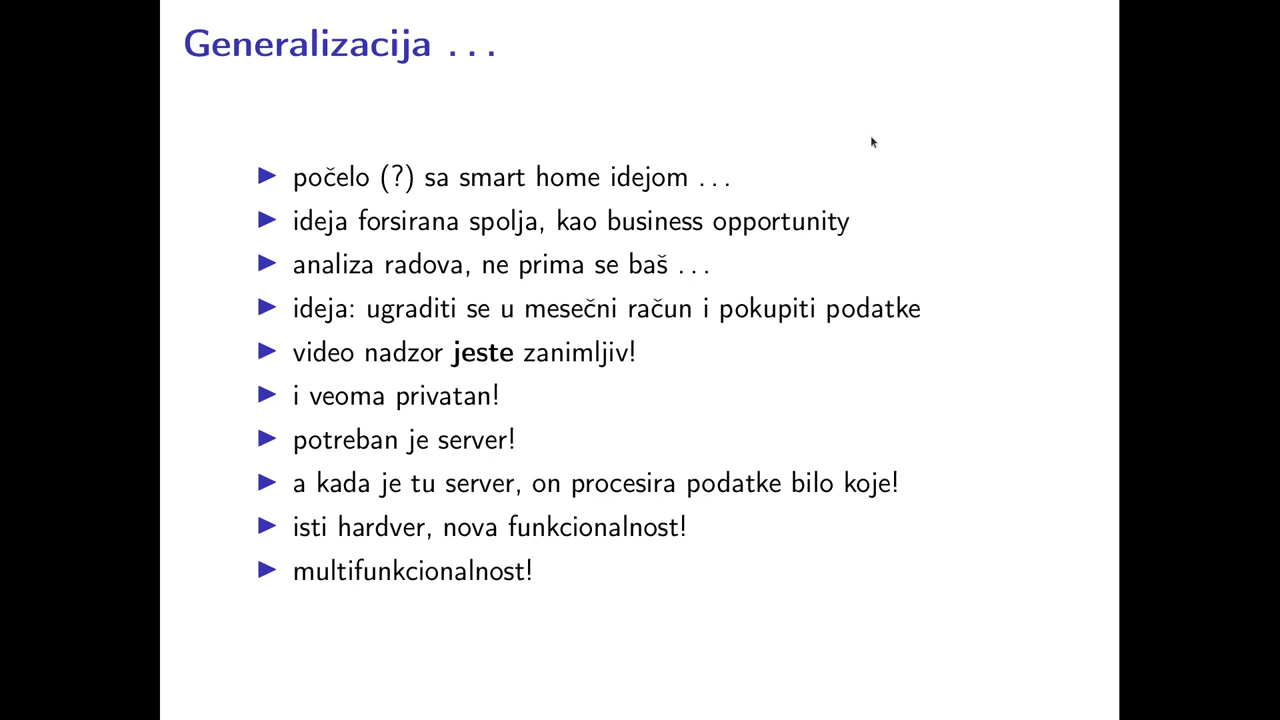 Generalizacija . . .
počelo (?) sa smart home idejom . . .
ideja forsirana spolja, kao business opportunity
analiza radova, ne prima se baš . . .
ideja: ugraditi se u mesečni račun i pokupiti podatke
video nadzor jeste zanimljiv!
i veoma privatan!
potreban je server!
a kada je tu server, on procesira podatke bilo koje!
isti hardver, nova funkcionalnost!
multifunkcionalnost!